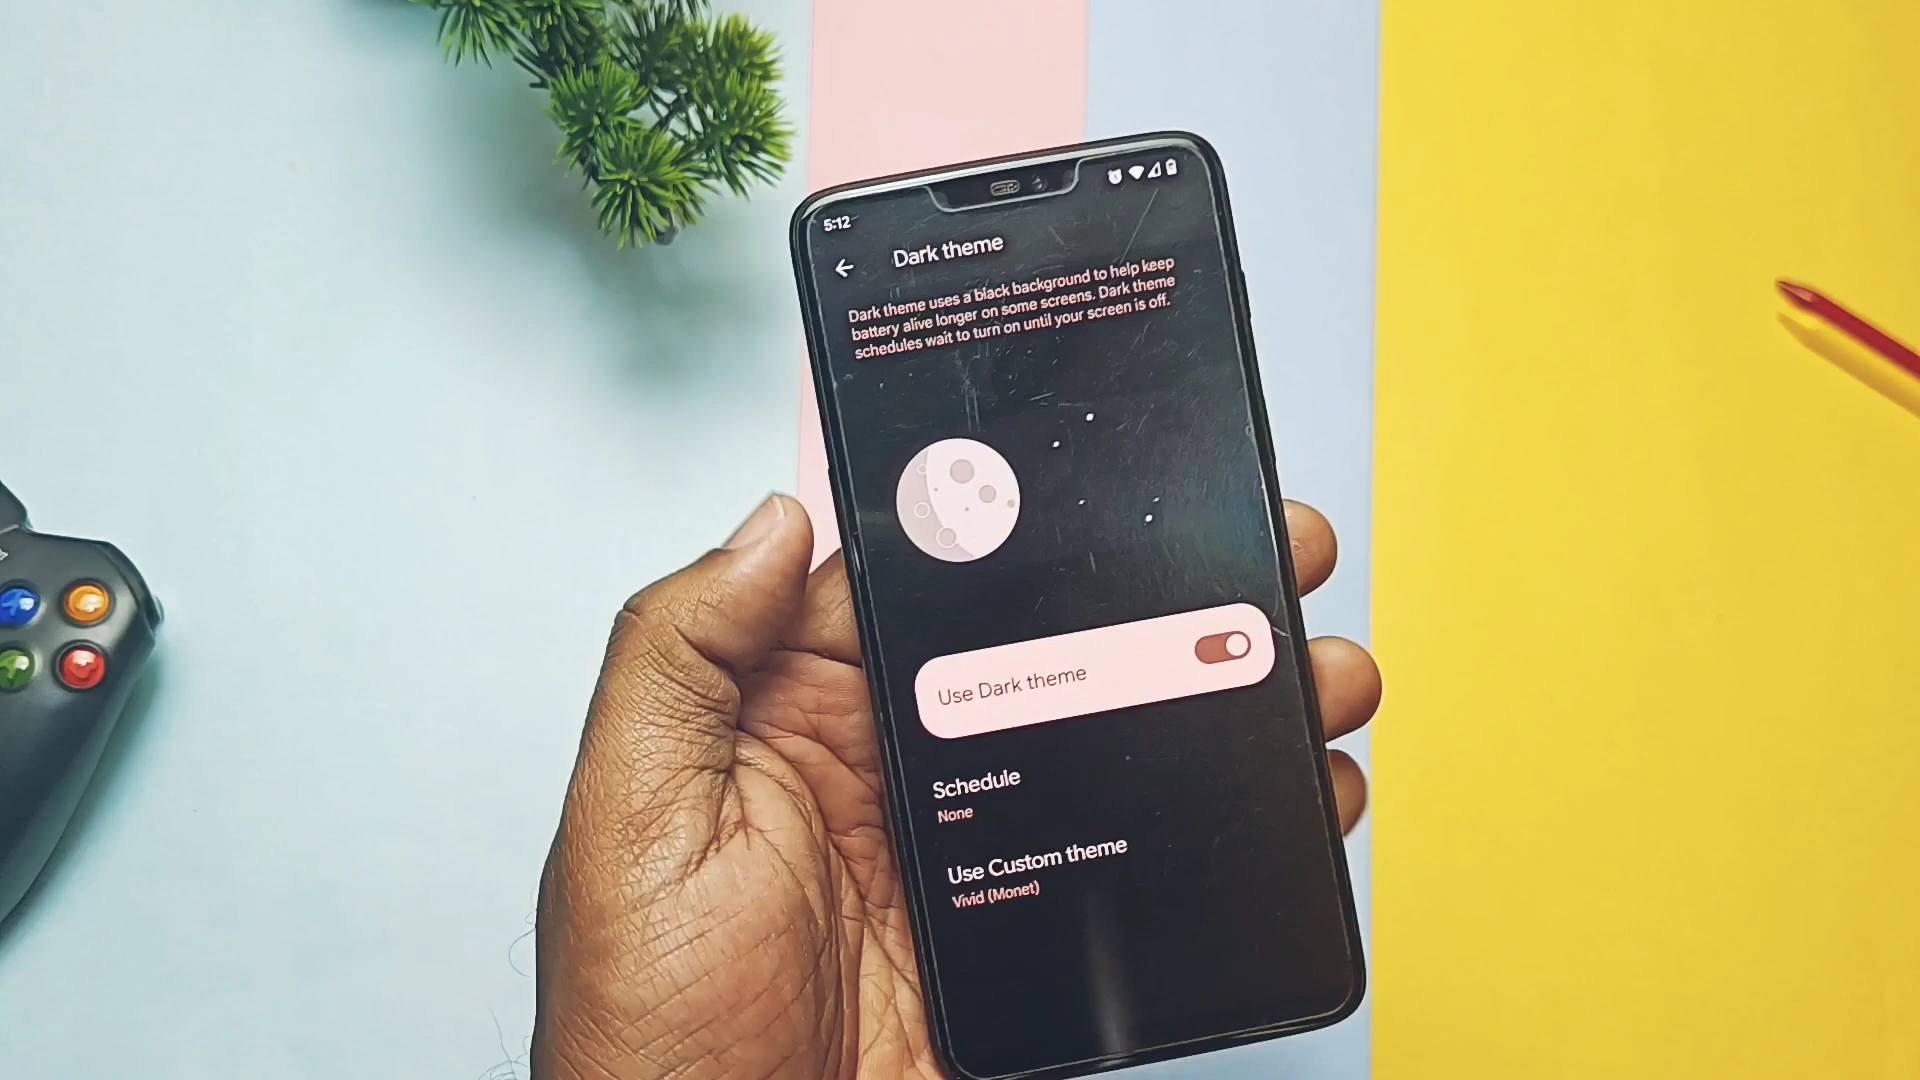 5:12
Dark theme
Dark theme uses a black background to help keep
battery alive longer on some screens. Dark theme
schedules wait to turn on until your screen is off.
Use Dark theme
Schedule
None
Use Custom theme
Vivid (Monet)